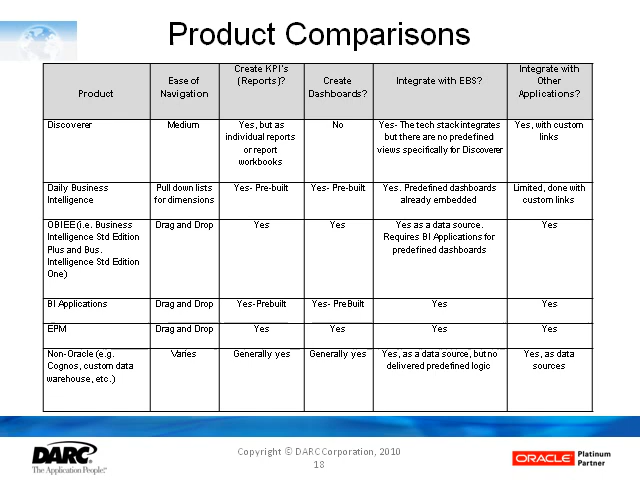 Product Comparisons
Product
Ease of
Navigation
Create KPI's
(Reports)?
Create
Dashboards?
Integrate with EBS?
Integrate with
Other
Applications?
Discoverer
Medium
Yes, but as
individual reports
or report
workbooks
No
Yes- The tech stack integrates
but there are no predefined
views specifically for Discoverer
Yes, with custom
links
Daily Business
Intelligence
Pull down lists
for dimensions
Yes- Pre-built
Yes- Pre-built
Yes. Predefined dashboards
already embedded
Limited, done with
custom links
OBIEE (i.e. Business
Intelligence Std Edition
Plus and Bus.
Intelligence Std Edition
One)
Drag and Drop
Yes
Yes
Yes as a data source.
Requires BI Applications for
predefined dashboards
Yes
BI Applications
Drag and Drop
Yes-Prebuilt
Yes- PreBuilt
Yes
Yes
EPM
Drag and Drop
Yes
Yes
Yes
Yes
Non-Oracle (e.g.
Cognos, custom data
warehouse, etc.)
Varies
Generally yes
Generally yes
Yes, as a data source, but no
delivered predefined logic
Yes, as data
sources
DARC
The Application People.
Copyright © DARC Corporation, 2010
18
ORACLE
Platinum
Partner